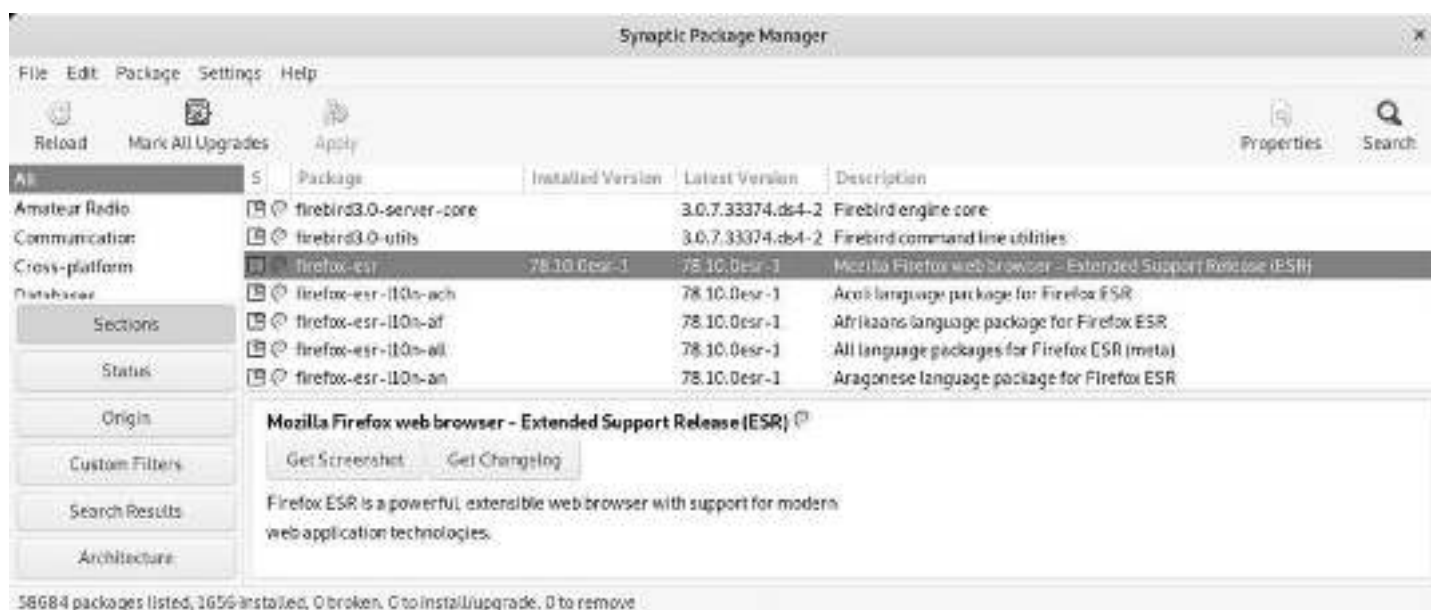 Synaptic Package Manager ×
File Edit Package Settings Help
Reload Mark All Upgrades Apply Properties Search
All S Package Installed Version Latest Version Description
Amateur Radio firebird3.0-server-core 3.0.7.33374.ds4-2 Firebird engine core
Communication firebird3.0-utils 3.0.7.33374.ds4-2 Firebird command line utilities
Cross-platform firefox-esr 78.10.0esr-1 78.10.0esr-1 Mozilla Firefox web browser - Extended Support Release (ESR)
Databases firefox-esr-l10n-ach 78.10.0esr-1 Acoli language package for Firefox ESR
Sections firefox-esr-l10n-af 78.10.0esr-1 Afrikaans language package for Firefox ESR
firefox-esr-l10n-all 78.10.0esr-1 All language packages for Firefox ESR (meta)
Status firefox-esr-l10n-an 78.10.0esr-1 Aragonese language package for Firefox ESR
Origin Mozilla Firefox web browser - Extended Support Release (ESR)
Custom Filters Get Screenshot Get Changelog
Search Results Firefox ESR is a powerful, extensible web browser with support for modern
web application technologies.
Architecture
58684 packages listed, 1656 installed, 0 broken. 0 to install/upgrade, 0 to remove